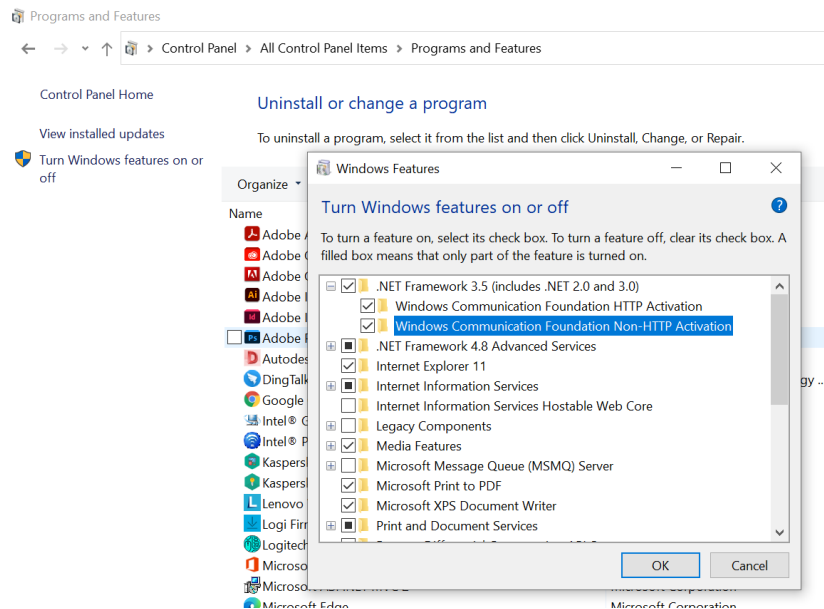 Programs and Features
Control Panel > All Control Panel Items > Programs and Features
Control Panel Home
View installed updates
Turn Windows features on or
off
Uninstall or change a program
To uninstall a program, select it from the list and then click Uninstall, Change, or Repair.
Organize
Name
Adobe
Adobe
Adobe
Adobe
Adobe
Adobe
Autodes
DingTalk
Google
Intel®
Intel®
Kaspers
Kaspers
Lenovo
Logi
Logitech
Microso
Microsoft Edge
Microsoft Corporation
Windows Features
Turn Windows features on or off
To turn a feature on, select its check box. To turn a feature off, clear its check box. A
filled box means that only part of the feature is turned on.
.NET Framework 3.5 (includes .NET 2.0 and 3.0)
Windows Communication Foundation HTTP Activation
Windows Communication Foundation Non-HTTP Activation
.NET Framework 4.8 Advanced Services
Internet Explorer 11
Internet Information Services
Internet Information Services Hostable Web Core
Legacy Components
Media Features
Microsoft Message Queue (MSMQ) Server
Microsoft Print to PDF
Microsoft XPS Document Writer
Print and Document Services
OK
Cancel